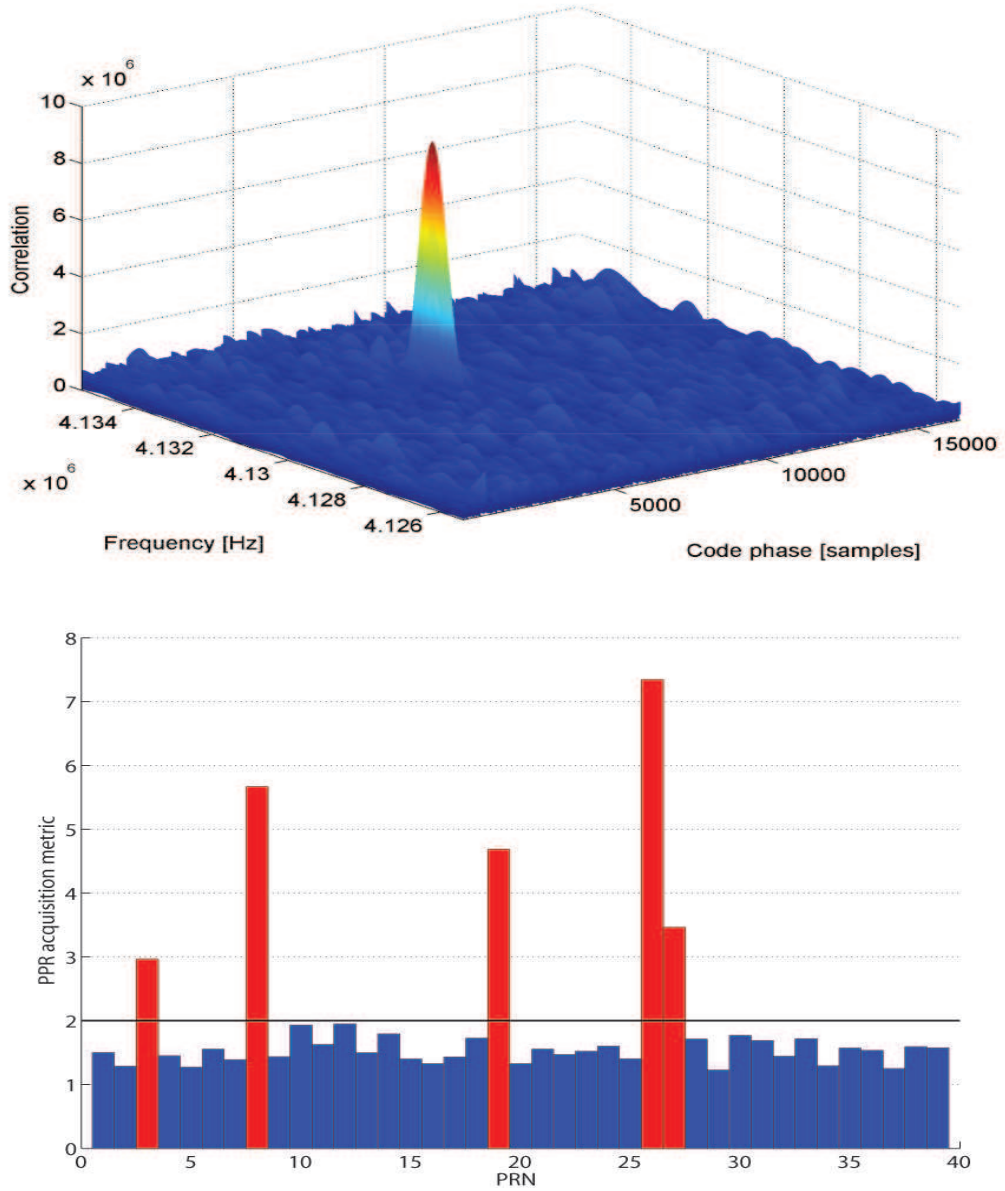 x 10^6
10
8
6
4
2
0
Correlation
4.134
4.132
4.13
4.128
4.126
x 10^6
Frequency [Hz]
5000
10000
15000
Code phase [samples]
8
7
6
5
4
3
2
1
0
PPR acquisition metric
0 5 10 15 20 25 30 35 40
PRN